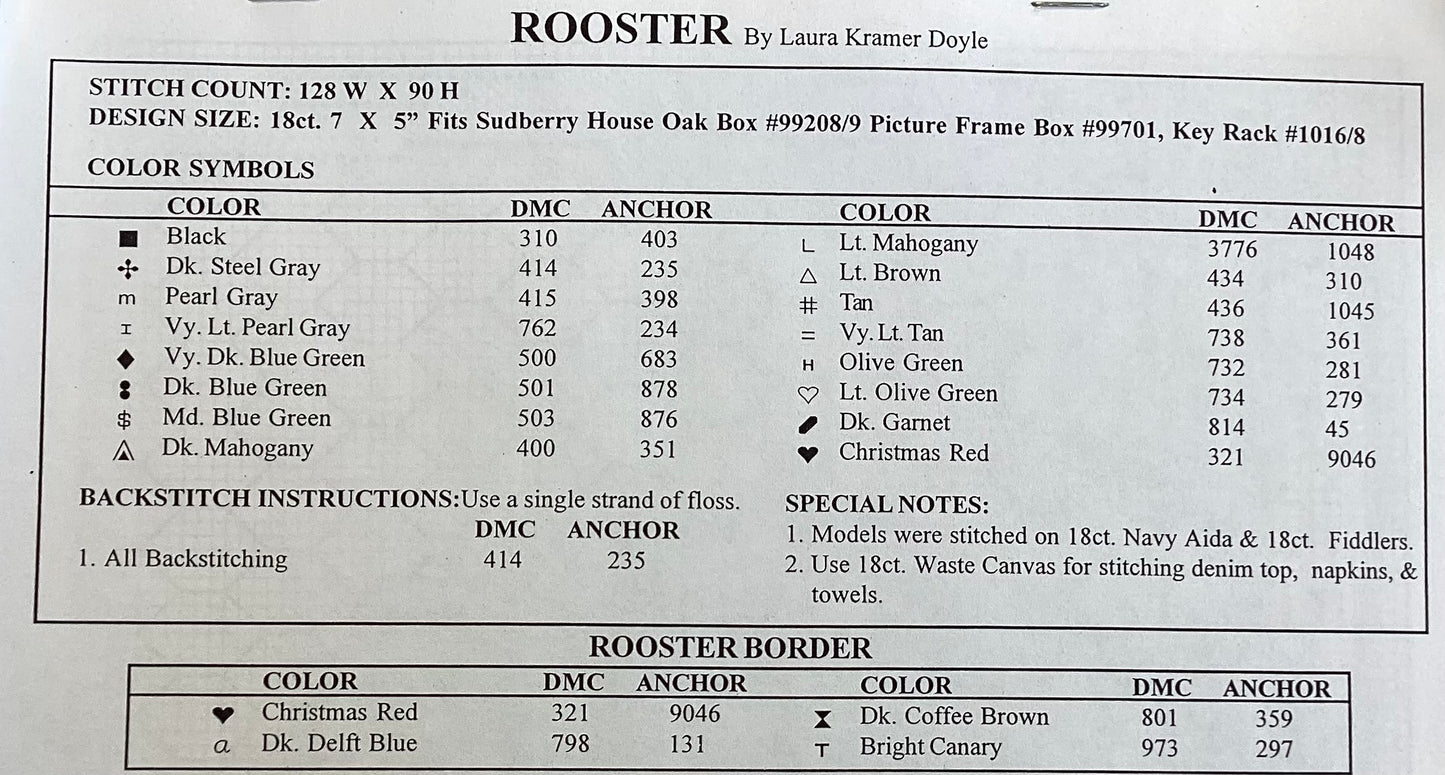 ROOSTER By Laura Kramer Doyle
STITCH COUNT: 128 W X 90 H
DESIGN SIZE: 18ct. 7 X 5” Fits Sudberry House Oak Box #99208/9 Picture Frame Box #99701, Key Rack #1016/8
COLOR SYMBOLS
COLOR DMC ANCHOR COLOR DMC ANCHOR
■ Black 310 403 L Lt. Mahogany 3776 1048
✣ Dk. Steel Gray 414 235 △ Lt. Brown 434 310
m Pearl Gray 415 398 # Tan 436 1045
I Vy. Lt. Pearl Gray 762 234 = Vy. Lt. Tan 738 361
◆ Vy. Dk. Blue Green 500 683 H Olive Green 732 281
Dk. Blue Green 501 878 ♡ Lt. Olive Green 734 279
$ Md. Blue Green 503 876 Dk. Garnet 814 45
Dk. Mahogany 400 351 ♥ Christmas Red 321 9046
BACKSTITCH INSTRUCTIONS:Use a single strand of floss.
DMC ANCHOR
1. All Backstitching 414 235
SPECIAL NOTES:
1. Models were stitched on 18ct. Navy Aida & 18ct. Fiddlers.
2. Use 18ct. Waste Canvas for stitching denim top, napkins, &
towels.
ROOSTER BORDER
COLOR DMC ANCHOR COLOR DMC ANCHOR
♥ Christmas Red 321 9046 ⧗ Dk. Coffee Brown 801 359
a Dk. Delft Blue 798 131 T Bright Canary 973 297